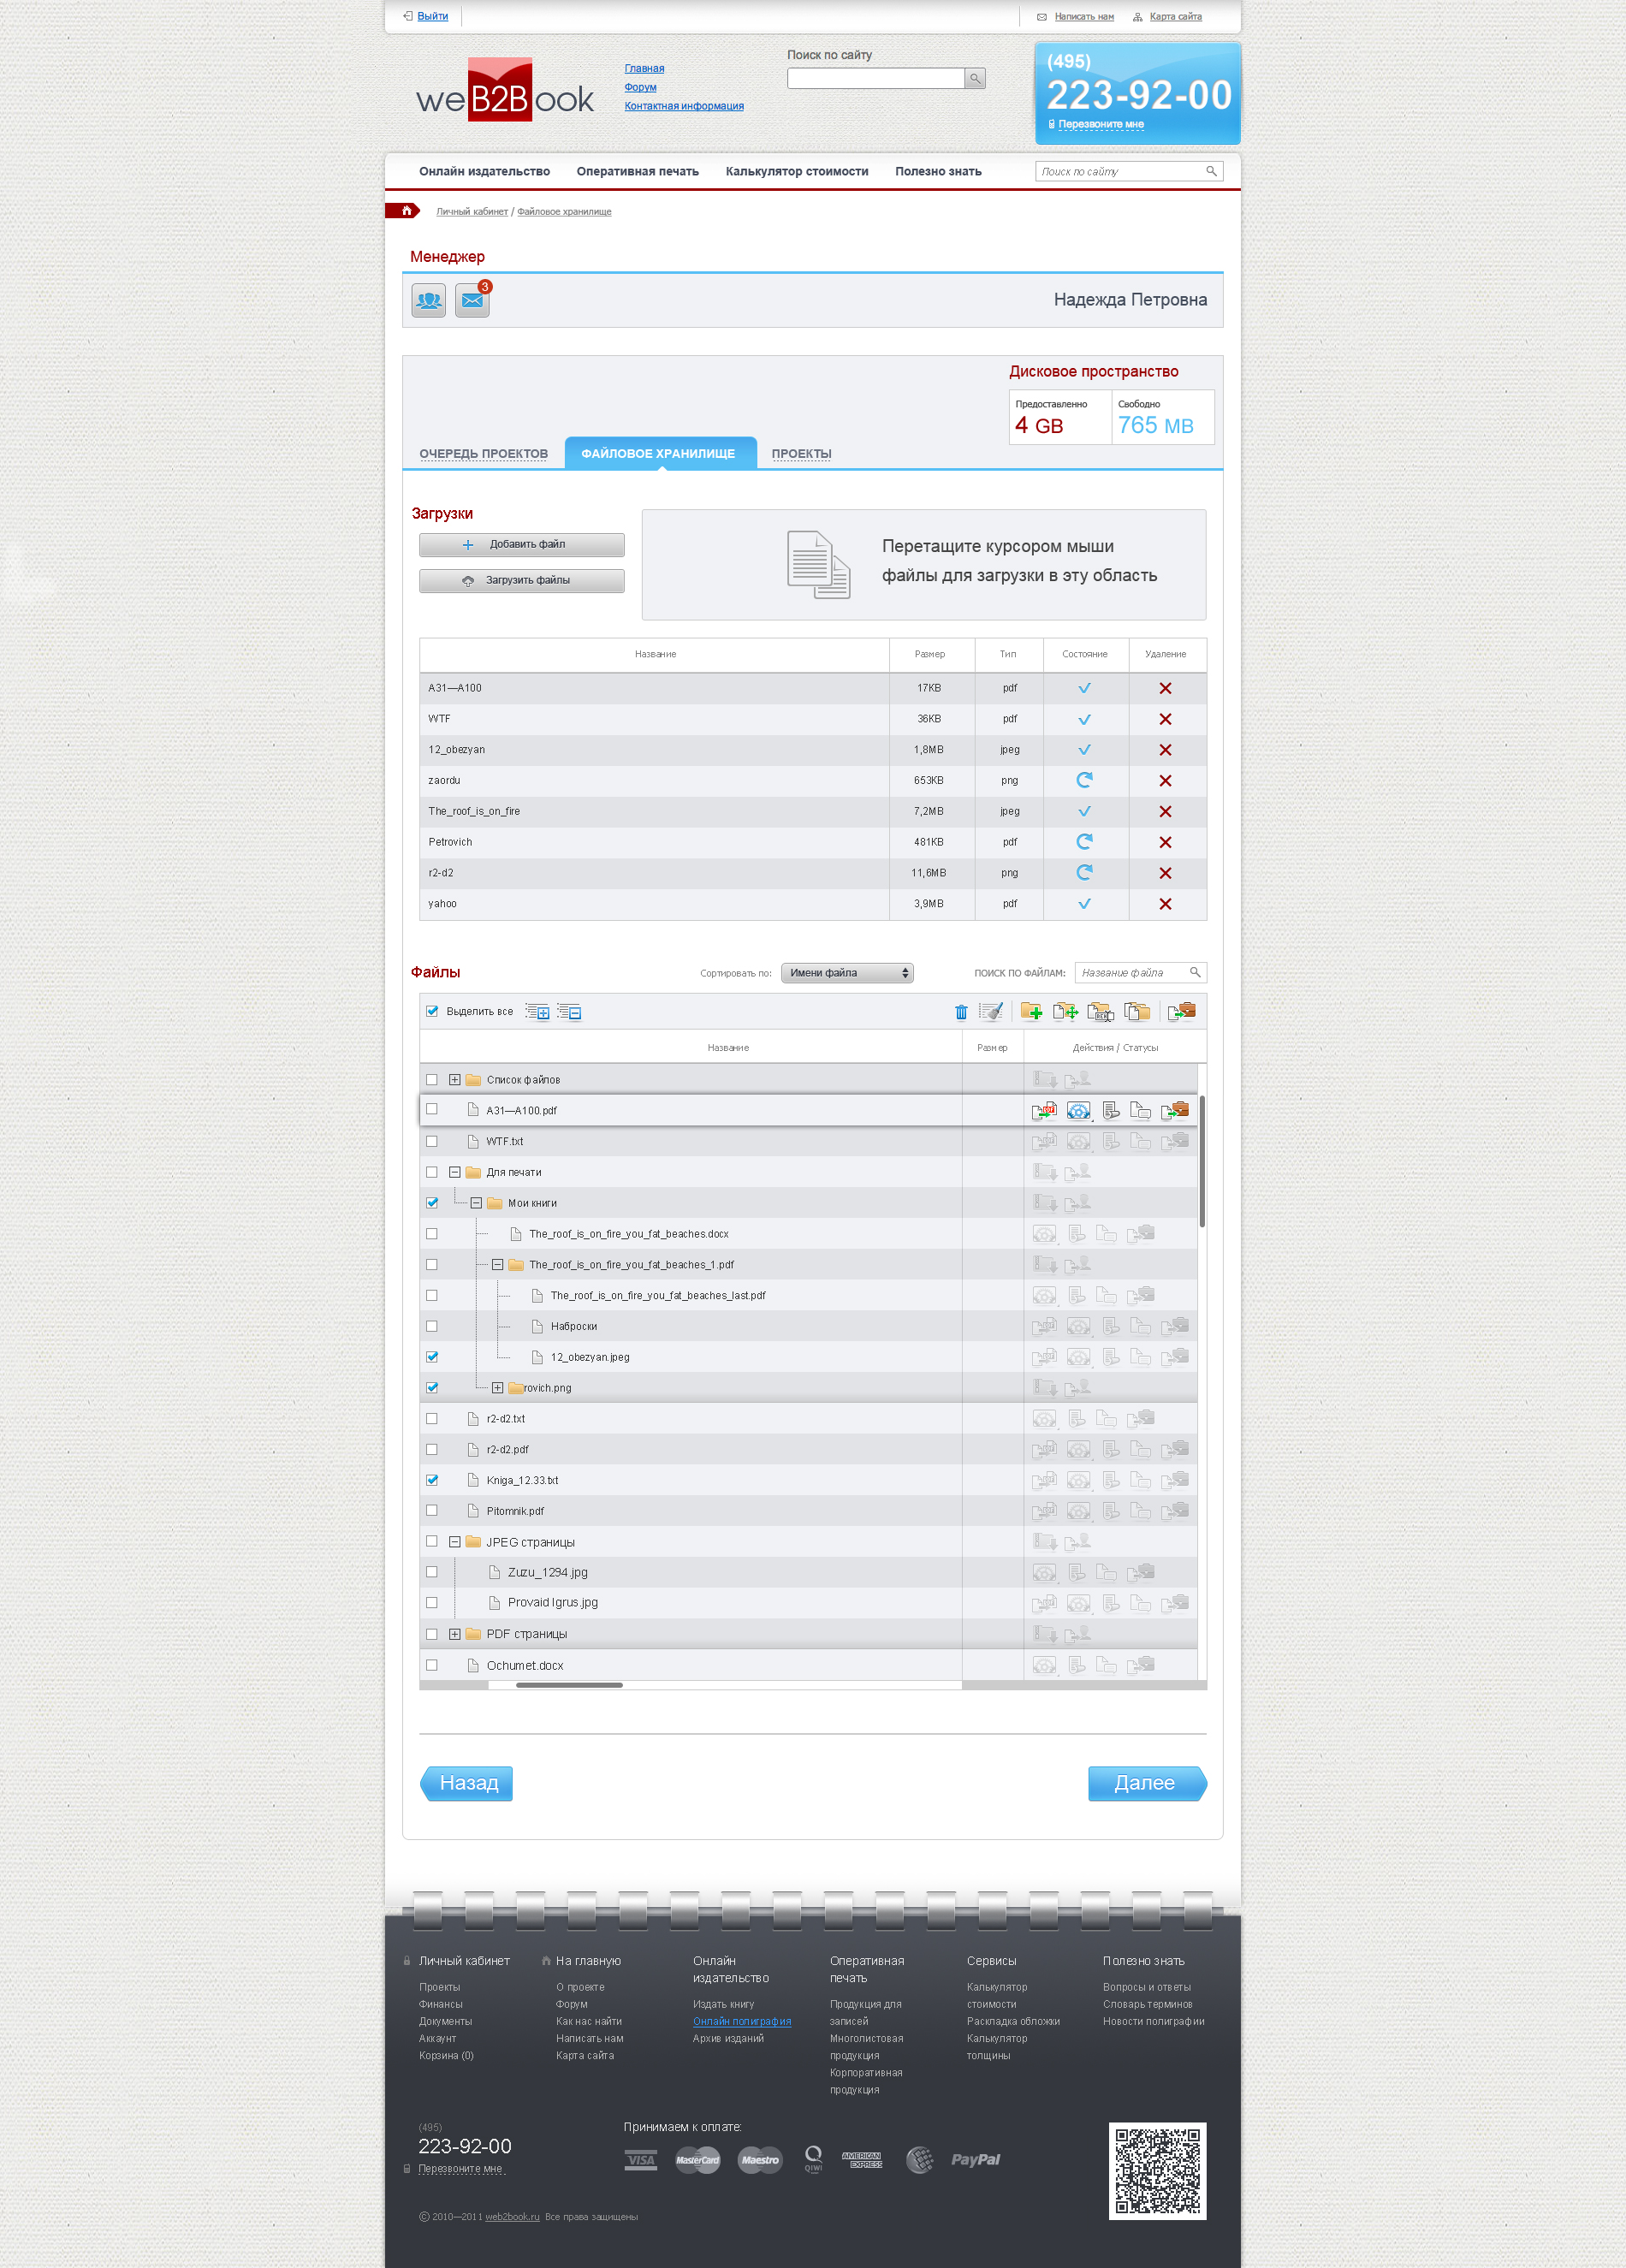 Выйти
Написать нам
Карта сайта
weB2Book
Главная
Форум
Контактная информация
Поиск по сайту
(495)
223-92-00
Перезвоните мне
Онлайн издательство
Оперативная печать
Калькулятор стоимости
Полезно знать
Поиск по сайту
Личный кабинет / Файловое хранилище
Менеджер
3
Надежда Петровна
Дисковое пространство
Предоставленно
Свободно
4 GB
765 MB
ОЧЕРЕДЬ ПРОЕКТОВ
ФАЙЛОВОЕ ХРАНИЛИЩЕ
ПРОЕКТЫ
Загрузки
Добавить файл
Загрузить файлы
Перетащите курсором мыши
файлы для загрузки в эту область
Название Размер Тип Состояние Удаление
A31—A100 17KB pdf
WTF 36KB pdf
12_obezyan 1,8MB jpeg
zaordu 653KB png
The_roof_is_on_fire 7,2MB jpeg
Petrovich 481KB pdf
r2-d2 11,6MB png
yahoo 3,9MB pdf
Файлы
Сортировать по:
Имени файла
ПОИСК ПО ФАЙЛАМ:
Название файла
Выделить все
Название Размер Действия / Статусы
Список файлов
A31—A100.pdf
WTF.txt
Для печати
Мои книги
The_roof_is_on_fire_you_fat_beaches.docx
The_roof_is_on_fire_you_fat_beaches_1.pdf
The_roof_is_on_fire_you_fat_beaches_last.pdf
Наброски
12_obezyan.jpeg
rovich.png
r2-d2.txt
r2-d2.pdf
Kniga_12.33.txt
Pitomnik.pdf
JPEG страницы
Zuzu_1294.jpg
Provaid Igrus.jpg
PDF страницы
Ochumet.docx
Назад
Далее
Личный кабинет
Проекты
Финансы
Документы
Аккаунт
Корзина (0)
На главную
О проекте
Форум
Как нас найти
Написать нам
Карта сайта
Онлайн
издательство
Издать книгу
Онлайн полиграфия
Архив изданий
Оперативная
печать
Продукция для
записей
Многолистовая
продукция
Корпоративная
продукция
Сервисы
Калькулятор
стоимости
Раскладка обложки
Калькулятор
толщины
Полезно знать
Вопросы и ответы
Словарь терминов
Новости полиграфии
(495)
223-92-00
Перезвоните мне
Принимаем к оплате:
VISA
MasterCard
Maestro
QIWI
AMERICAN
EXPRESS
PayPal
© 2010—2011 web2book.ru Все права защищены